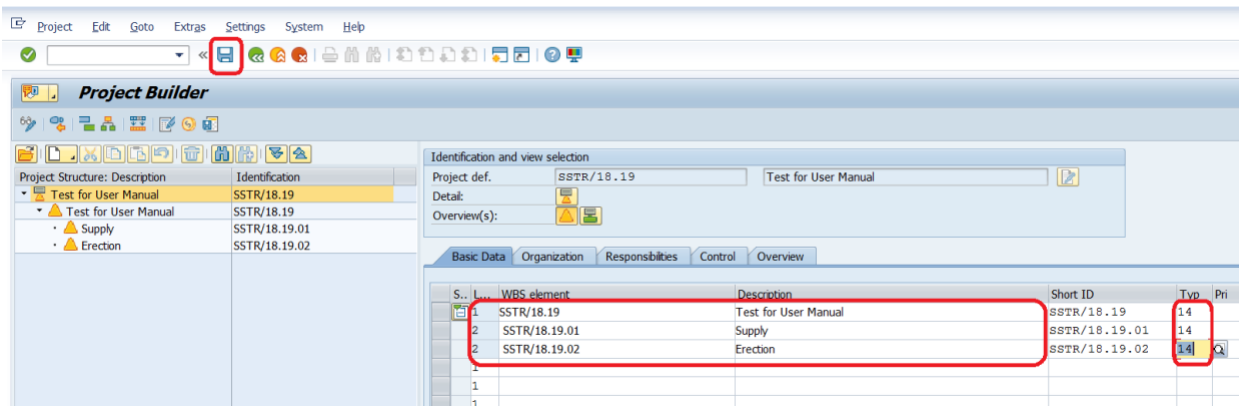 Project Edit Goto Extras Settings System Help
Project Builder
Project Structure: Description Identification
Test for User Manual SSTR/18.19
Test for User Manual SSTR/18.19
Supply SSTR/18.19.01
Erection SSTR/18.19.02
Identification and view selection
Project def. SSTR/18.19 Test for User Manual
Detail:
Overview(s):
Basic Data Organization Responsibilities Control Overview
S.. L... WBS element Description Short ID Typ Pri
1 SSTR/18.19 Test for User Manual SSTR/18.19 14
2 SSTR/18.19.01 Supply SSTR/18.19.01 14
2 SSTR/18.19.02 Erection SSTR/18.19.02 14
1
1
1